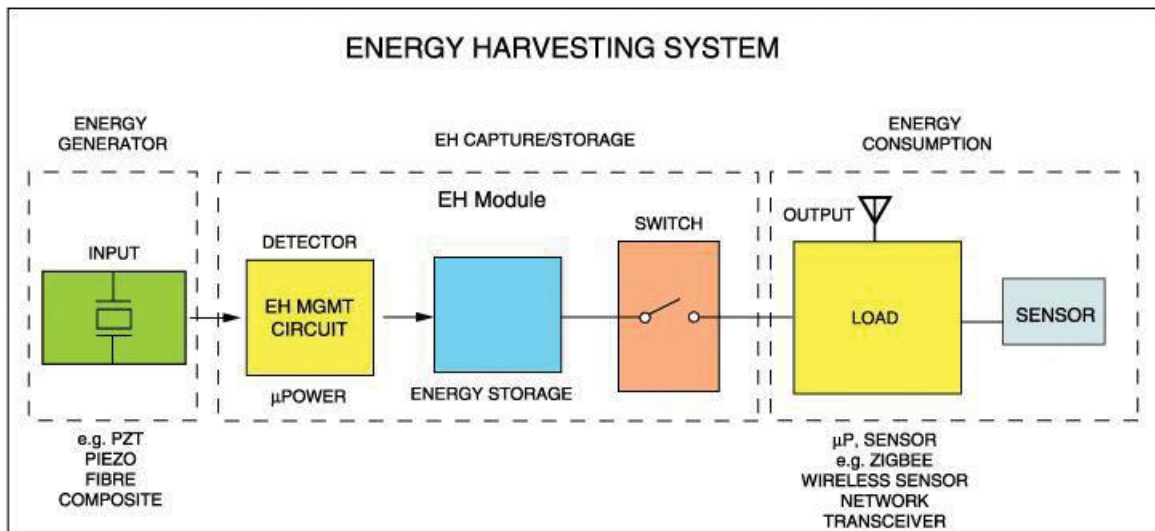 ENERGY HARVESTING SYSTEM
ENERGY
GENERATOR
EH CAPTURE/STORAGE
ENERGY
CONSUMPTION
EH Module
INPUT
DETECTOR
EH MGMT
CIRCUIT
µPOWER
ENERGY STORAGE
SWITCH
OUTPUT
LOAD
SENSOR
e.g. PZT
PIEZO
FIBRE
COMPOSITE
µP, SENSOR
e.g. ZIGBEE
WIRELESS SENSOR
NETWORK
TRANSCEIVER